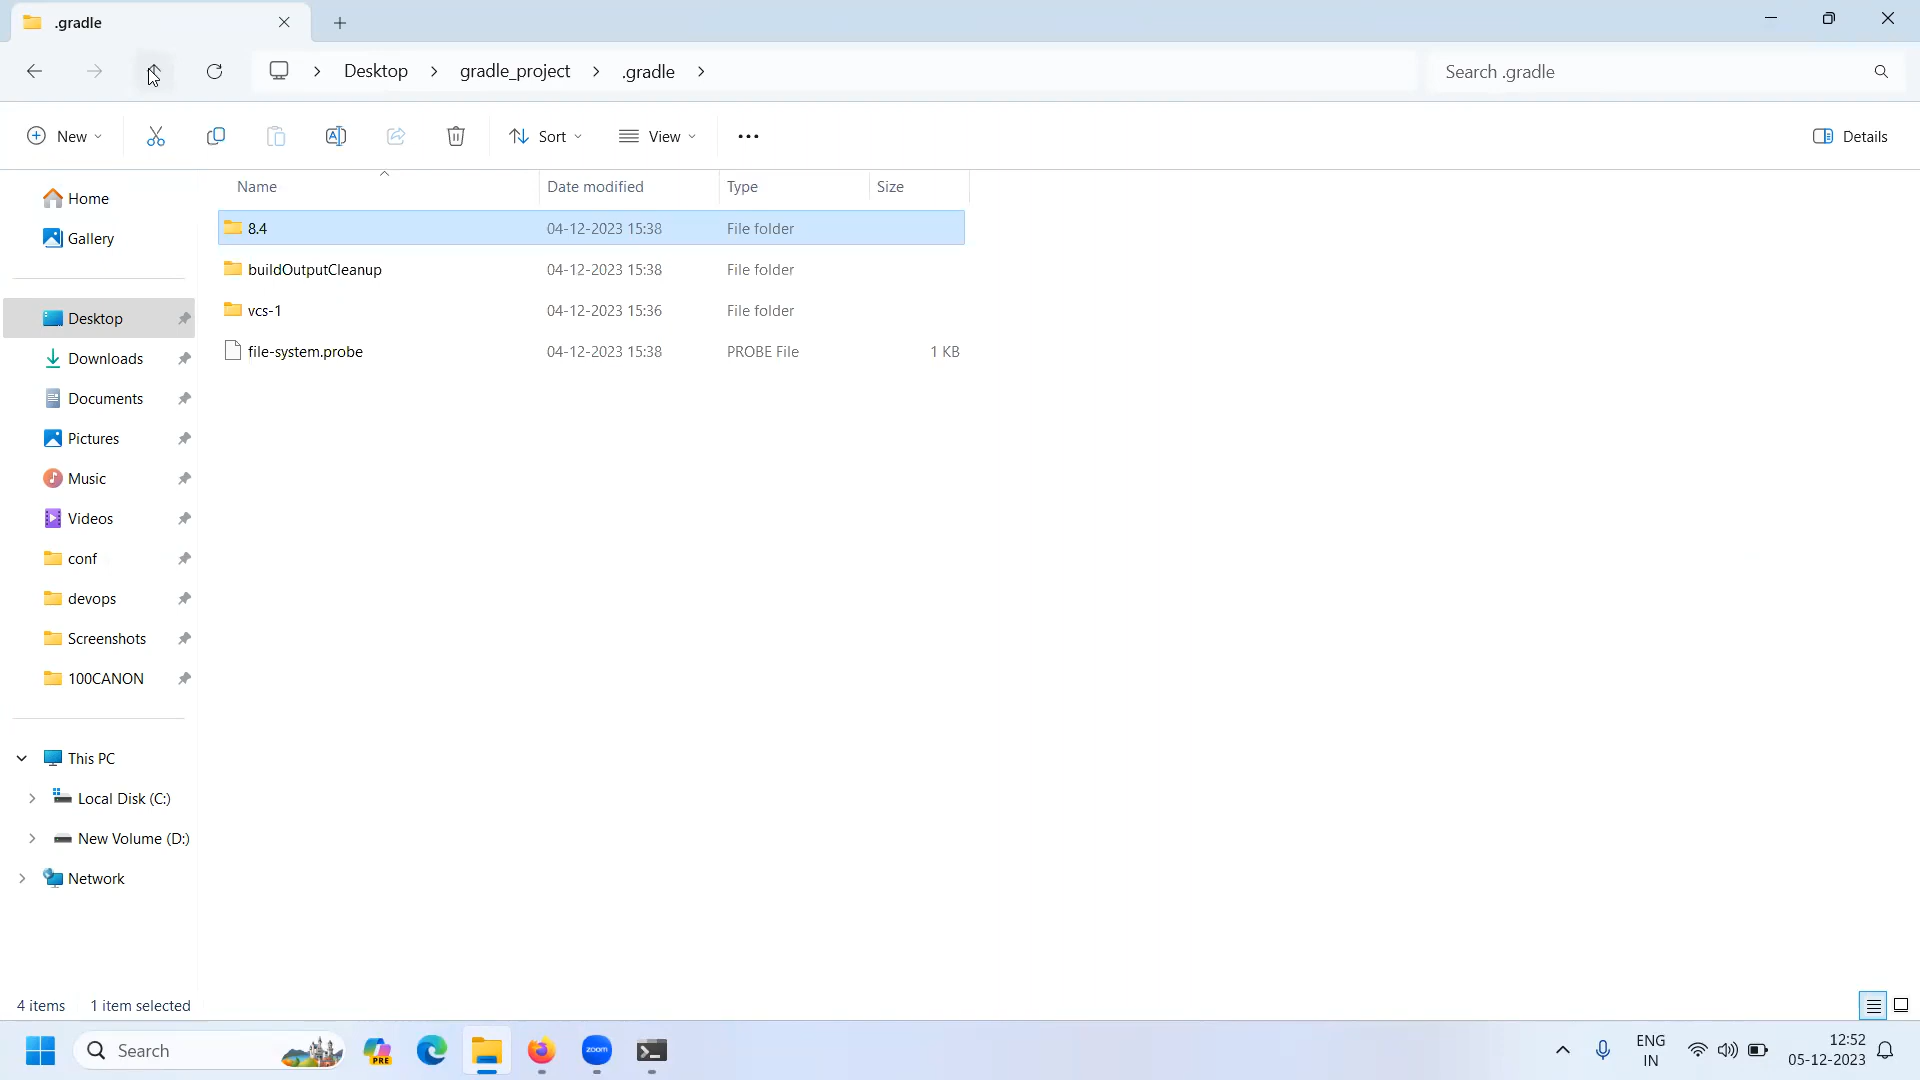 .gradle
Desktop > gradle_project > .gradle >
Search .gradle
New
Sort
View
Details
Name Date modified Type Size
8.4 04-12-2023 15:38 File folder
buildOutputCleanup 04-12-2023 15:38 File folder
vcs-1 04-12-2023 15:36 File folder
file-system.probe 04-12-2023 15:38 PROBE File 1 KB
Home
Gallery
Desktop
Downloads
Documents
Pictures
Music
Videos
conf
devops
Screenshots
100CANON
This PC
Local Disk (C:)
New Volume (D:)
Network
4 items 1 item selected
Search
PRE
zoom
ENG
IN
12:52
05-12-2023